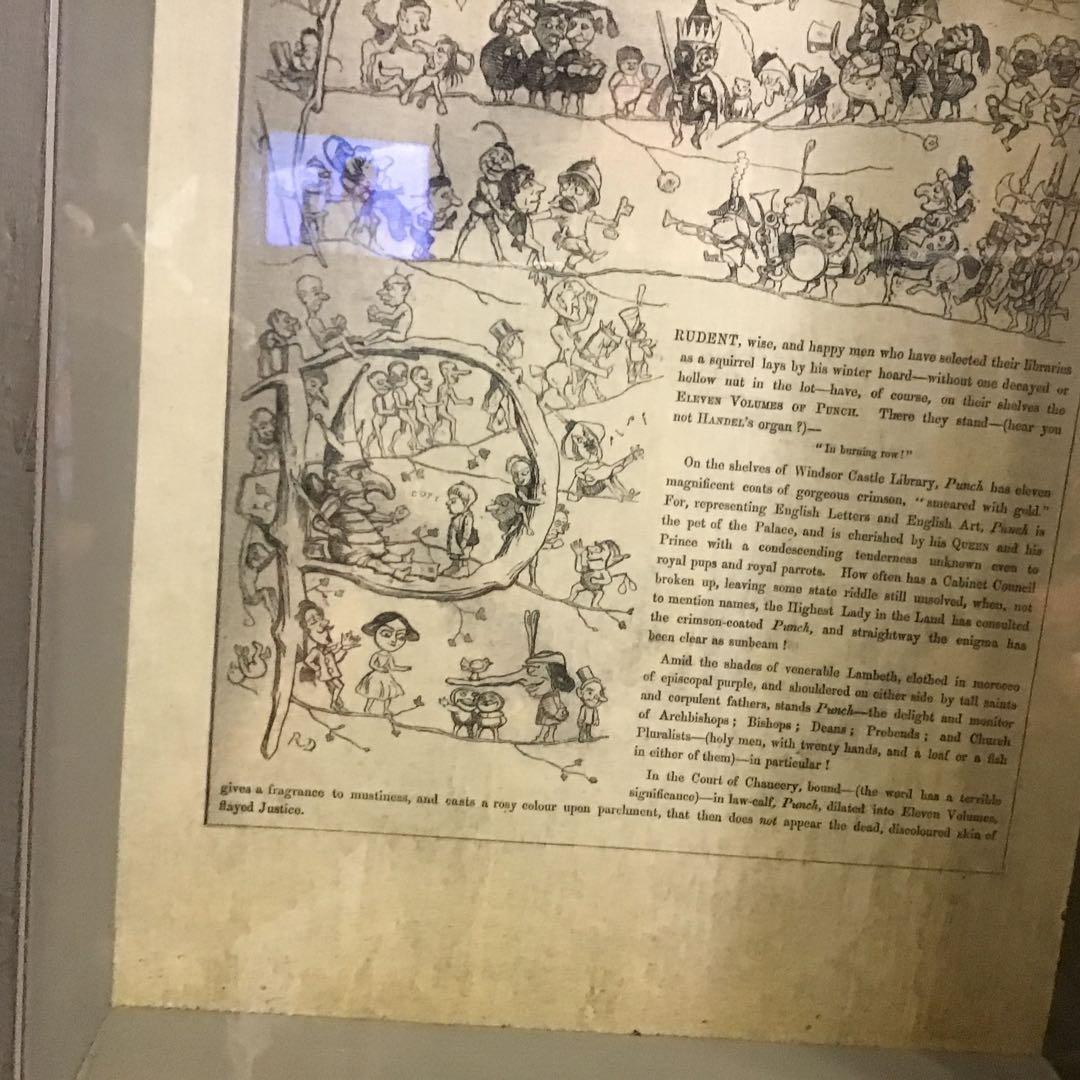 RUDENT, wise, and happy men who have selected their libraries
as a squirrel lays by his winter hoard—without one decayed or
hollow nut in the lot—have, of course, on their shelves the
ELEVEN VOLUMES OF PUNCH. There they stand—(hear you
not HANDEL'S organ?)—
"In burning row!"
On the shelves of Windsor Castle Library, Punch has eleven
magnificent coats of gorgeous crimson, "smeared with gold."
For, representing English Letters and English Art, Punch is
the pet of the Palace, and is cherished by his QUEEN and his
Prince with a condescending tenderness unknown even to
royal pups and royal parrots. How often has a Cabinet Council
broken up, leaving some state riddle still unsolved, when, not
to mention names, the Highest Lady in the Land has consulted
the crimson-coated Punch, and straightway the enigma has
been clear as sunbeam!
Amid the shades of venerable Lambeth, clothed in morocco
of episcopal purple, and shouldered on either side by tall saints
and corpulent fathers, stands Punch—the delight and monitor
of Archbishops; Bishops; Deans; Prebends; and Church
Pluralists—(holy men, with twenty hands, and a loaf or a fish
in either of them)—in particular!
In the Court of Chancery, bound—(the word has a terrible
significance)—in law-calf, Punch, dilated into Eleven Volumes,
gives a fragrance to mustiness, and casts a rosy colour upon parchment, that then does not appear the dead, discoloured skin of
flayed Justice.
COPY
RD